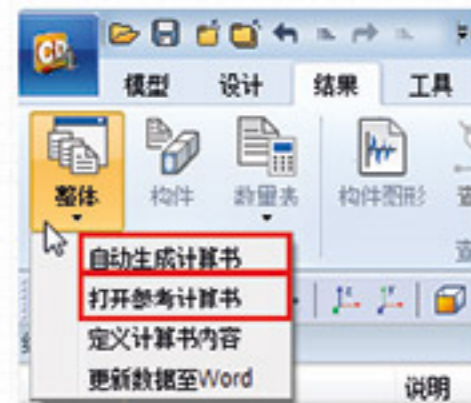 模型 设计 结果 工具
整体 构件 数量表 构件图形
自动生成计算书
打开参考计算书
定义计算书内容
更新数据至Word
说明